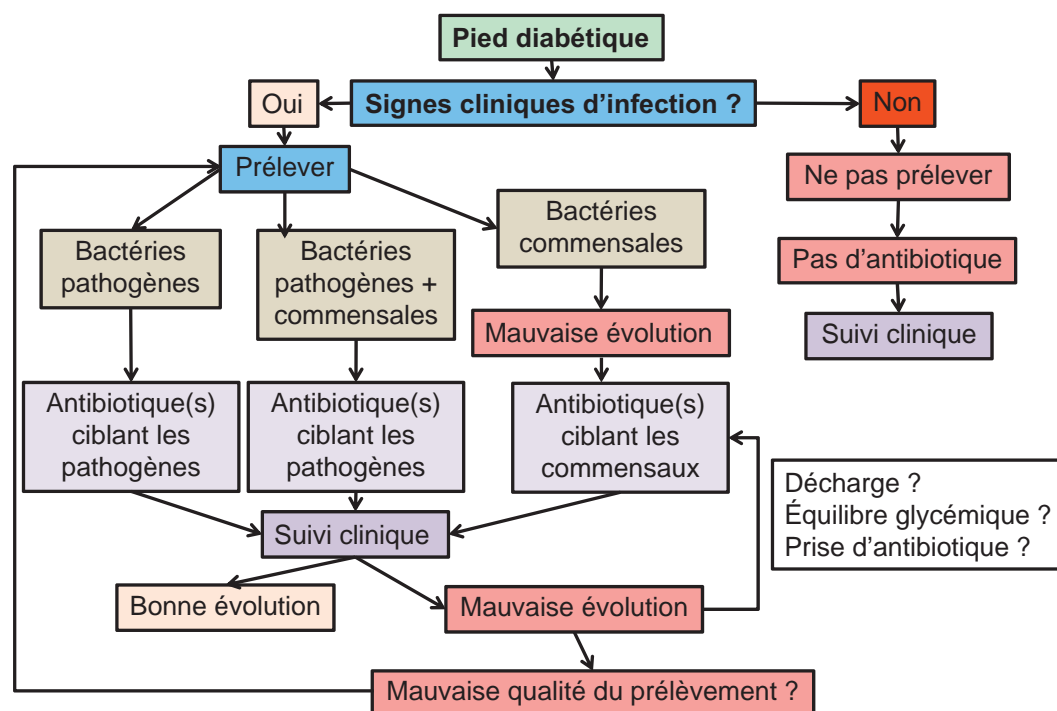 Pied diabétique
Signes cliniques d'infection ?
Oui
Non
Prélever
Ne pas prélever
Bactéries
pathogènes
Bactéries
pathogènes +
commensales
Bactéries
commensales
Pas d'antibiotique
Mauvaise évolution
Suivi clinique
Antibiotique(s)
ciblant les
pathogènes
Antibiotique(s)
ciblant les
pathogènes
Antibiotique(s)
ciblant les
commensaux
Décharge ?
Équilibre glycémique ?
Prise d'antibiotique ?
Suivi clinique
Bonne évolution
Mauvaise évolution
Mauvaise qualité du prélèvement ?